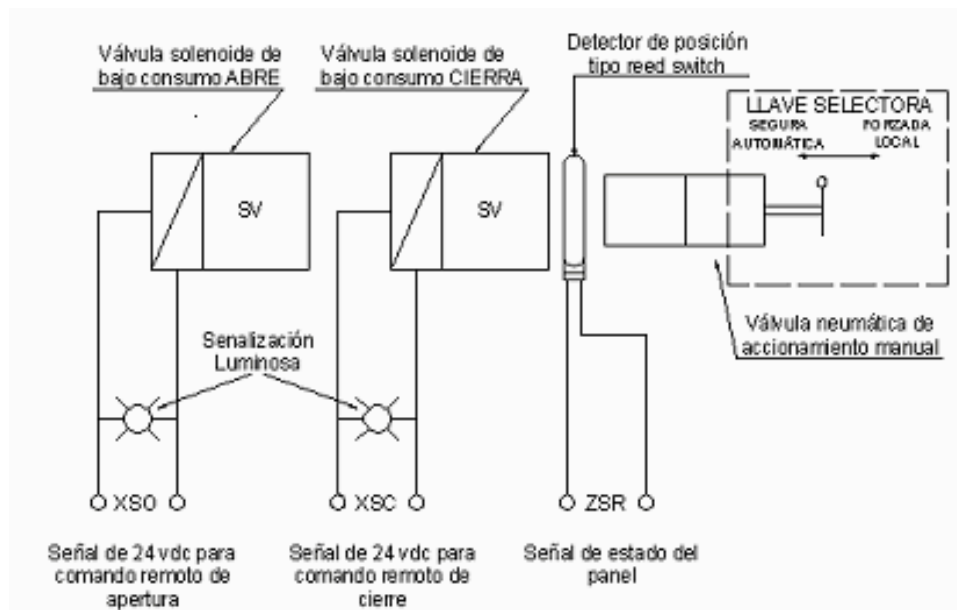 Válvula solenoide de
bajo consumo ABRE
Válvula solenoide de
bajo consumo CIERRA
Detector de posición
tipo reed switch
LLAVE SELECTORA
SEGURA
AUTOMÁTICA
FORZADA
LOCAL
SV
SV
Válvula neumática de
accionamiento manual
Senalización
Luminosa
XSO
XSC
ZSR
Señal de 24 vdc para
comando remoto de
apertura
Señal de 24 vdc para
comando remoto de
cierre
Señal de estado del
panel